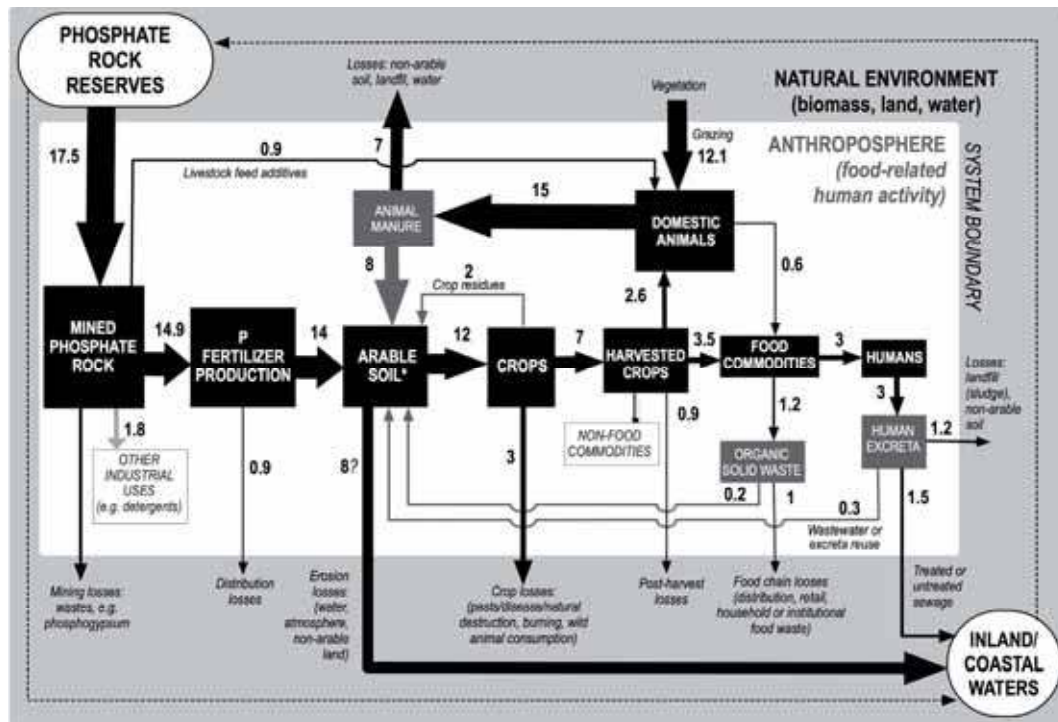 PHOSPHATE
ROCK
RESERVES
Losses: non-arable
soil, landfill, water
Vegetation
NATURAL ENVIRONMENT
(biomass, land, water)
17.5
0.9
Livestock feed additives
7
Grazing
12.1
ANTHROPOSPHERE
(food-related
human activity)
SYSTEM BOUNDARY
ANIMAL
MANURE
15
DOMESTIC
ANIMALS
8
2
Crop residues
2.6
0.6
MINED
PHOSPHATE
ROCK
14.9
P
FERTILIZER
PRODUCTION
14
ARABLE
SOIL*
12
CROPS
7
HARVESTED
CROPS
3.5
FOOD
COMMODITIES
3
HUMANS
Losses:
landfill
(sludge),
non-arable
soil
1.8
OTHER
INDUSTRIAL
USES
(e.g. detergents)
0.9
8?
3
NON-FOOD
COMMODITIES
0.9
1.2
ORGANIC
SOLID WASTE
3
HUMAN
EXCRETA
1.2
0.2
1
0.3
1.5
Wastewater or
excreta reuse
Mining losses:
wastes, e.g.
phosphogypsum
Distribution
losses
Erosion
losses:
(water,
atmosphere,
non-arable
land)
Crop losses:
(pests/disease/natural
destruction, burning, wild
animal consumption)
Post-harvest
losses
Food chain losses
(distribution, retail,
household or institutional
food waste)
Treated or
untreated
sewage
INLAND/
COASTAL
WATERS